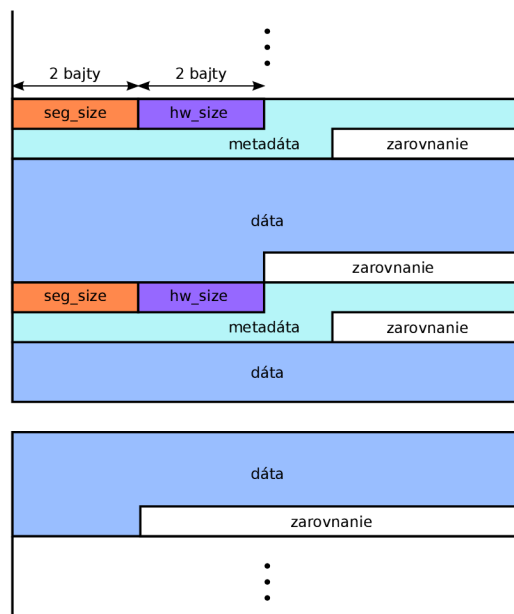 2 bajty 2 bajty
seg_size hw_size
metadáta zarovnanie
dáta
zarovnanie
seg_size hw_size
metadáta zarovnanie
dáta
dáta
zarovnanie